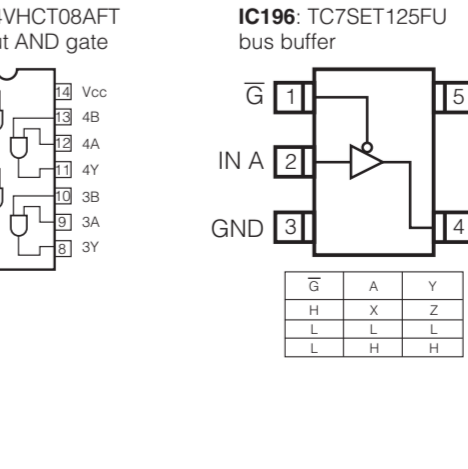 4VHCT08AFT
ut AND gate
14 Vcc
13 4B
12 4A
11 4Y
10 3B
9 3A
8 3Y
IC196: TC7SET125FU
bus buffer
G̅ 1
5
IN A 2
GND 3
4
G̅ A Y
H X Z
L L L
L H H